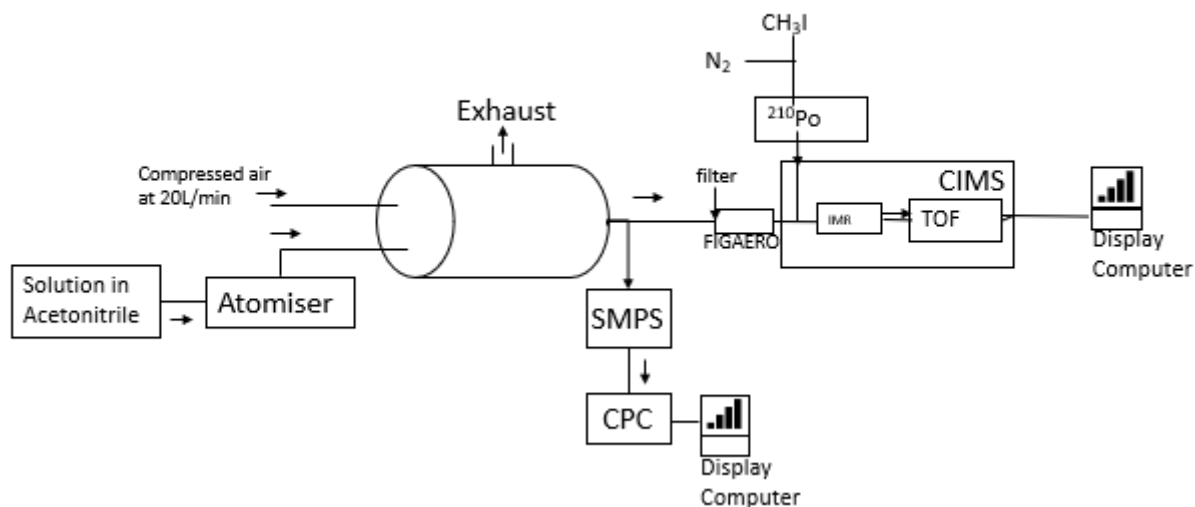 CH₃I
N₂
²¹⁰Po
Exhaust
Compressed air
at 20L/min
filter
CIMS
IMR
TOF
FIGAERO
Display
Computer
Solution in
Acetonitrile
Atomiser
SMPS
CPC
Display
Computer